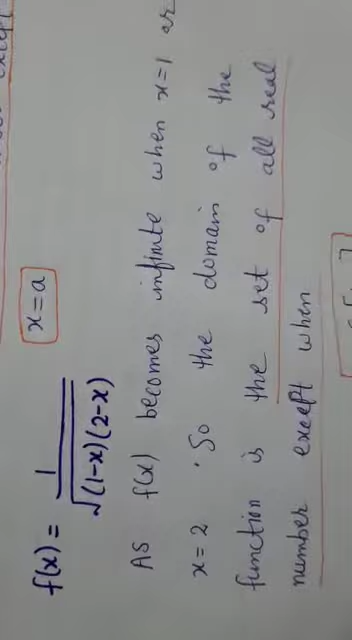 x=a
f(x) = 1/√(1-x)(2-x)
As f(x) becomes infinite when x=1 or
x=2 . So the domain of the
function is the set of all real
number except when